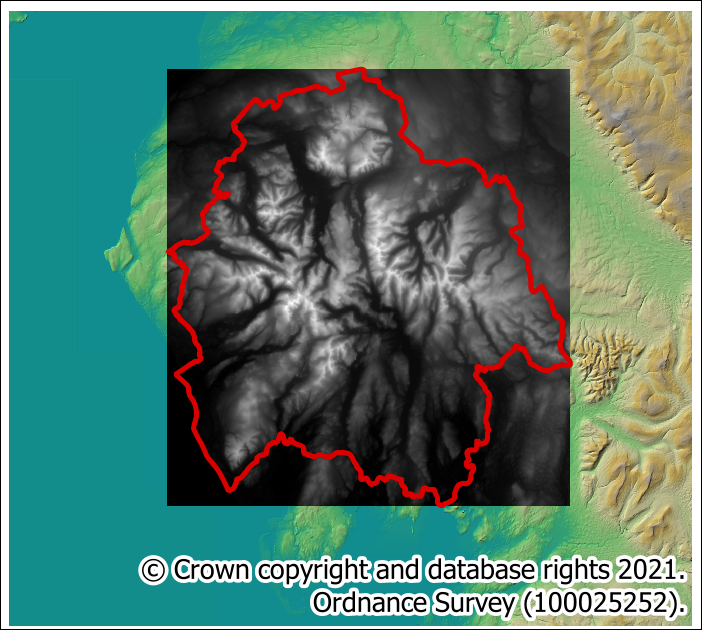 © Crown copyright and database rights 2021.
Ordnance Survey (100025252).